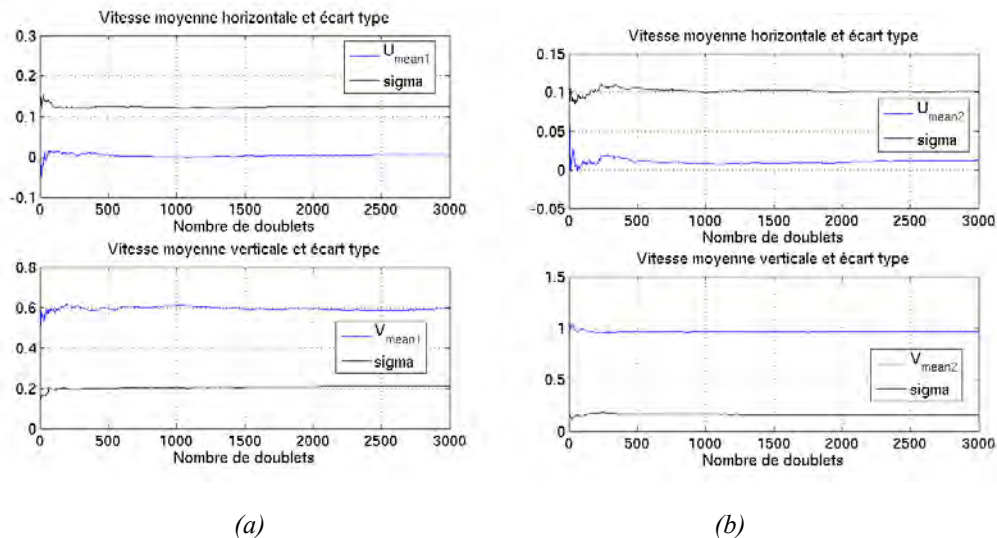 Vitesse moyenne horizontale et écart type
0.3
0.2
0.1
0
-0.1
U_mean1
sigma
0 500 1000 1500 2000 2500 3000
Nombre de doublets
Vitesse moyenne verticale et écart type
0.8
0.6
0.4
0.2
0
V_mean1
sigma
0 500 1000 1500 2000 2500 3000
Nombre de doublets
(a)
Vitesse moyenne horizontale et écart type
0.15
0.1
0.05
0
-0.05
U_mean2
sigma
0 500 1000 1500 2000 2500 3000
Nombre de doublets
Vitesse moyenne verticale et écart type
1.5
1
0.5
0
V_mean2
sigma
0 500 1000 1500 2000 2500 3000
Nombre de doublets
(b)